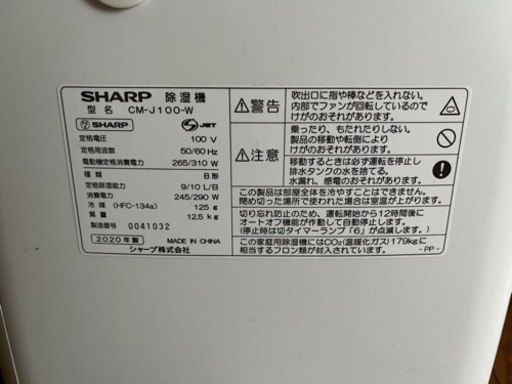 SHARP 除湿機
型名 CM-J100-W
SHARP JET
定格電圧 100 V
定格周波数 50/60 Hz
電動機定格消費電力 265/310 W
種類 B形
定格除湿能力 9/10 L/日
消費電力 245/290 W
冷媒 (HFC-134a) 125 g
質量 12.5 kg
製造番号 0041032
2020年製 MADE IN CHINA
シャープ株式会社
警告
吹出口に指や棒などを入れない。
内部でファンが回転しているので
けがのおそれがあります。
注意
乗ったり、もたれたりしない。
製品の移動や転倒により
けがのおそれがあります。
移動するときは必ず運転を停止し
排水タンクの水を捨てる。
水漏れ、感電のおそれがあります。
この製品は部屋全体を冷やすことはできません。
閉め切った場所で使われた場合は室温が上がります。
切り忘れ防止のため、運転開始から12時間後に
オートオフ機能が作動して自動停止します。
(停止時は切タイマーランプ「6」が点滅します。)
この家庭用除湿機にはCO₂(温暖化ガス)179kgに
相当するフロン類が封入されています。
-PP-